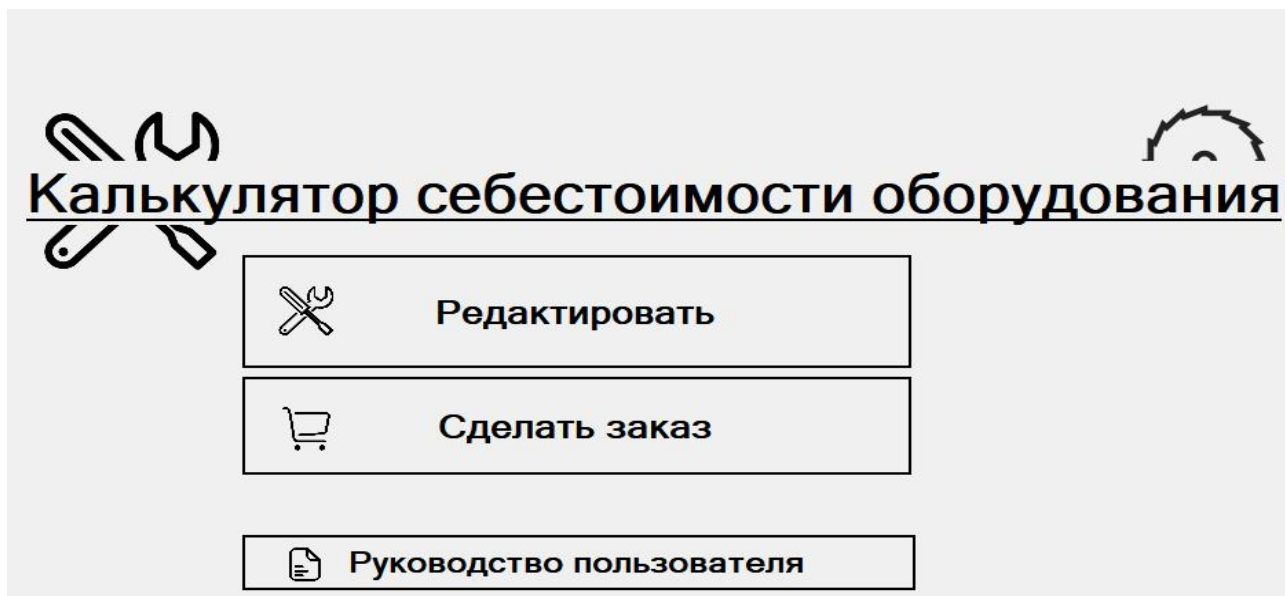 Калькулятор себестоимости оборудования
Редактировать
Сделать заказ
Руководство пользователя